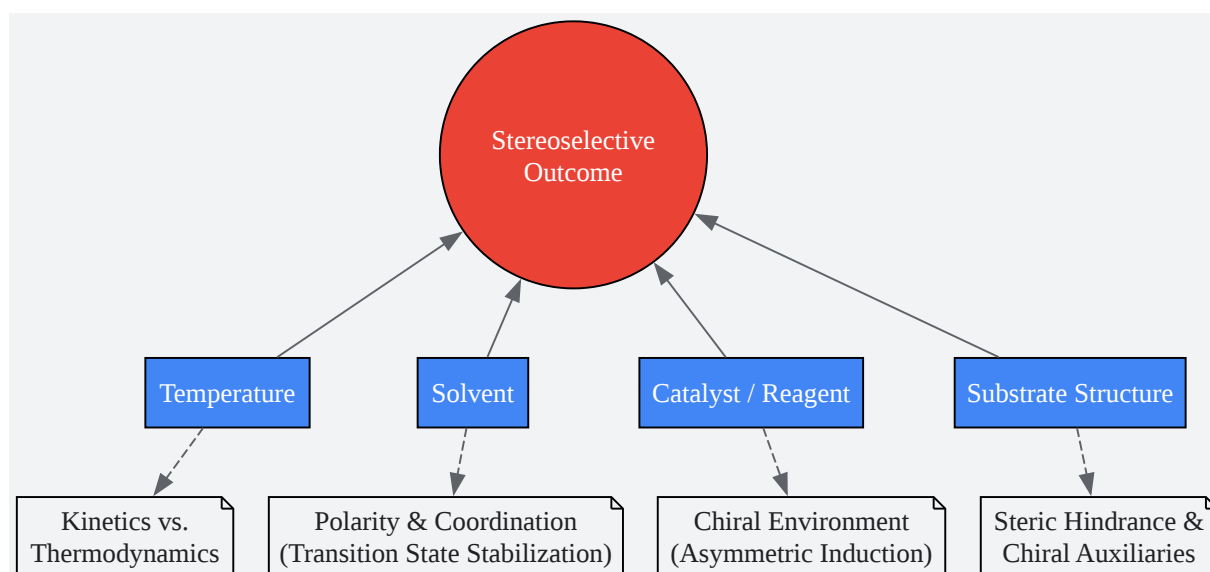 Stereoselective
Outcome
Temperature
Solvent
Catalyst / Reagent
Substrate Structure
Kinetics vs.
Thermodynamics
Polarity & Coordination
(Transition State Stabilization)
Chiral Environment
(Asymmetric Induction)
Steric Hindrance &
Chiral Auxiliaries